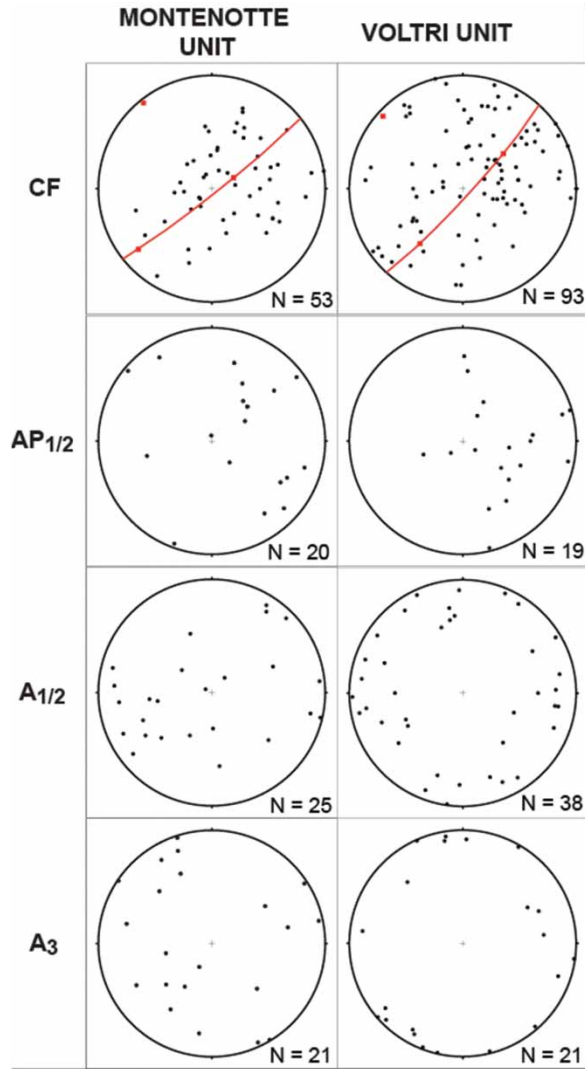 MONTENOTTE UNIT
VOLTRI UNIT
CF
N = 53
N = 93
AP1/2
N = 20
N = 19
A1/2
N = 25
N = 38
A3
N = 21
N = 21